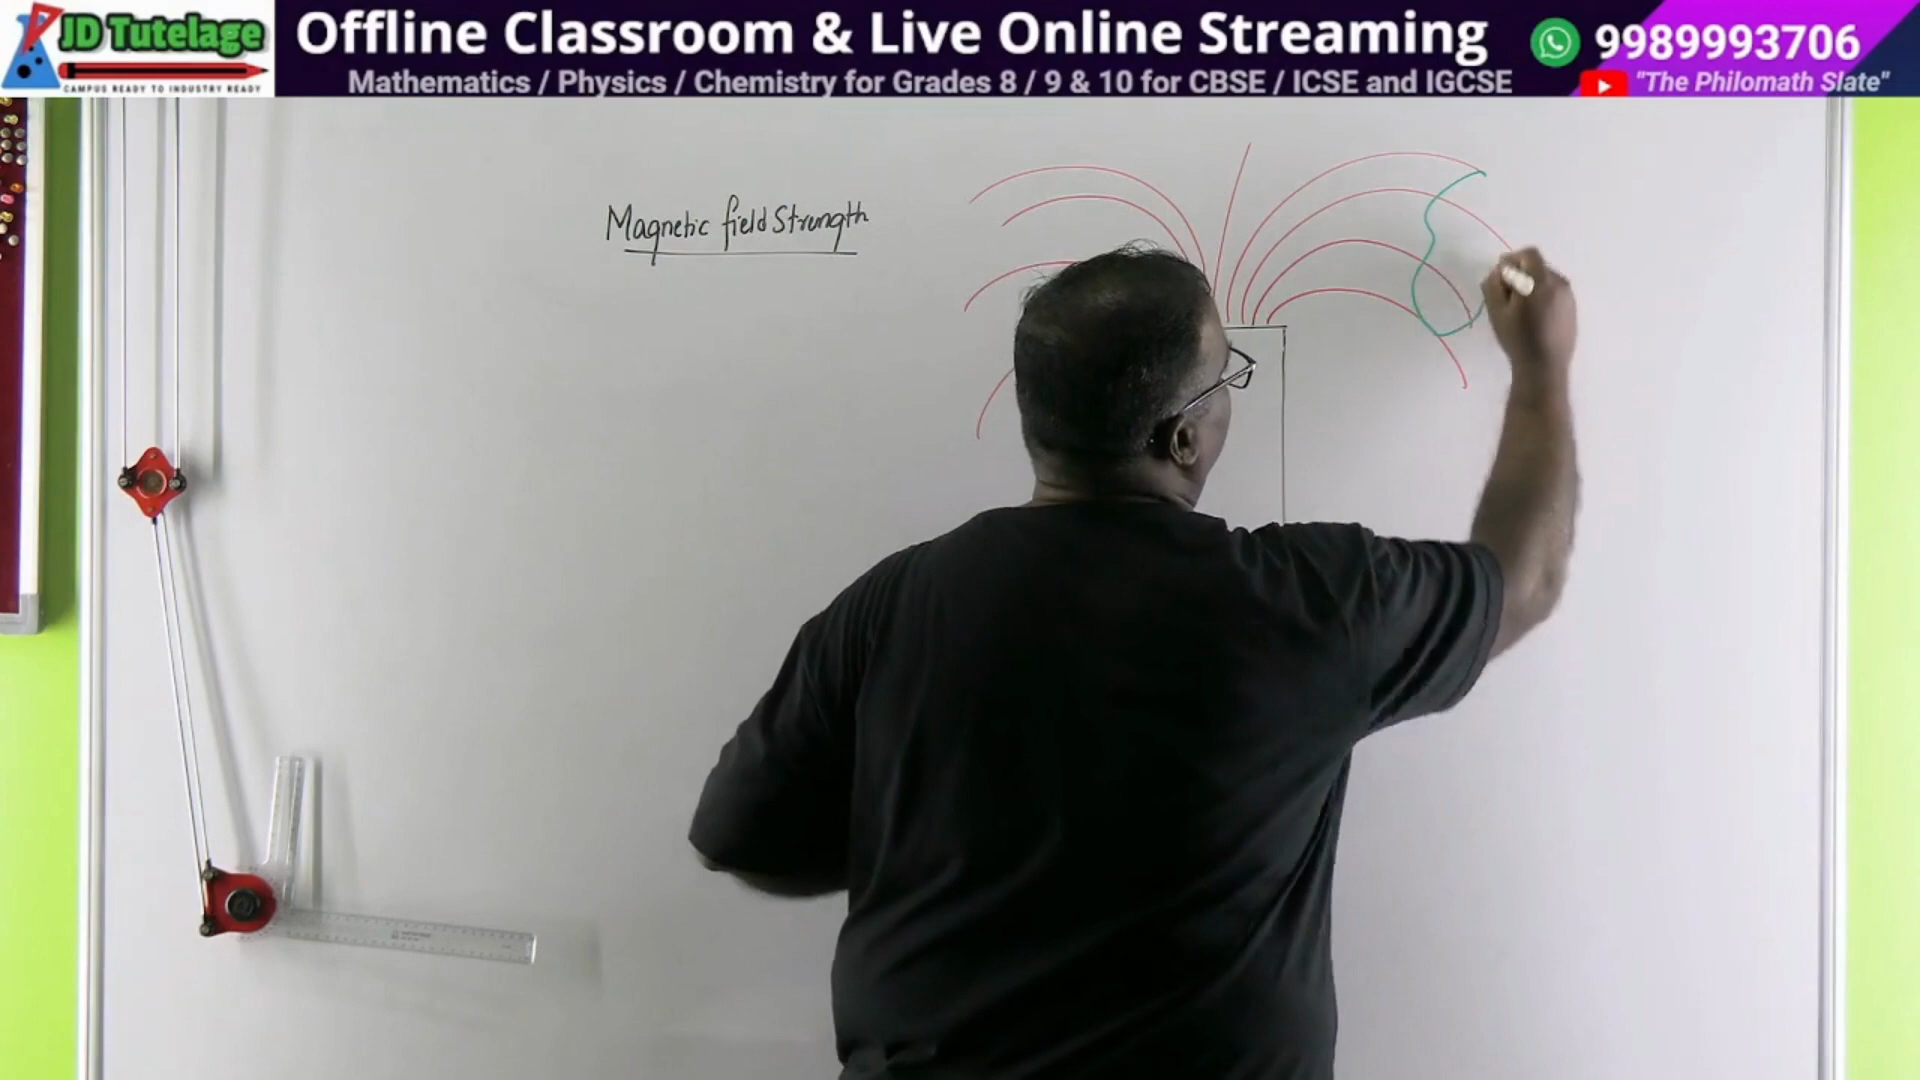 JD Tutelage
CAMPUS READY TO INDUSTRY READY
Offline Classroom & Live Online Streaming
9989993706
Mathematics / Physics / Chemistry for Grades 8 / 9 & 10 for CBSE / ICSE and IGCSE
"The Philomath Slate"
Magnetic field Strength